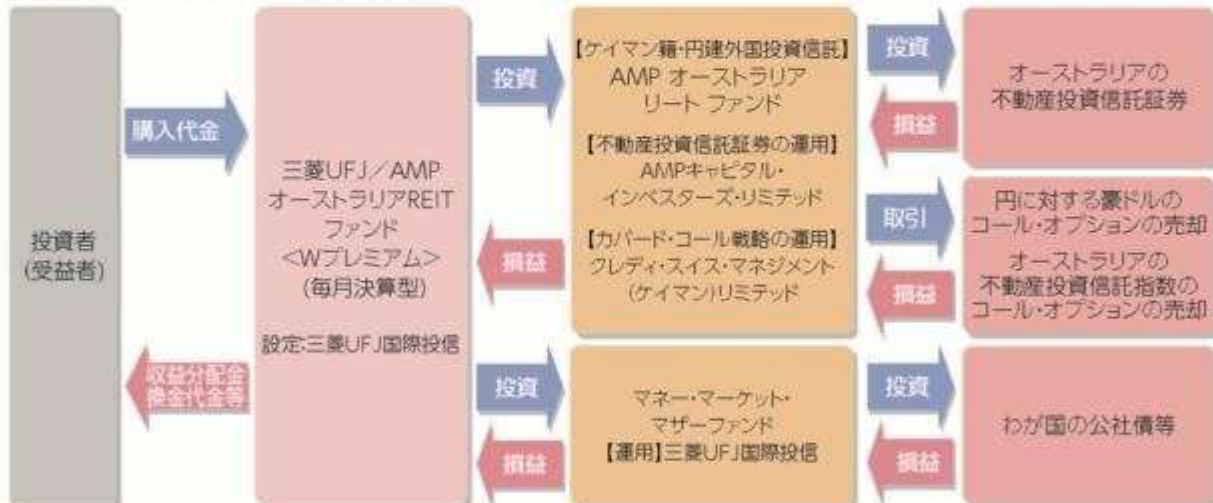 投資者
(受益者)
購入代金
収益分配金
換金代金等
三菱UFJ/AMP
オーストラリアREIT
ファンド
<Wプレミアム>
(毎月決算型)
設定:三菱UFJ国際投信
投資
損益
投資
損益
【ケイマン籍・円建外国投資信託】
AMP オーストラリア
リート ファンド
【不動産投資信託証券の運用】
AMPキャピタル・
インベスターズ・リミテッド
【カバード・コール戦略の運用】
クレディ・スイス・マネジメント
(ケイマン)リミテッド
マネー・マーケット・
マザーファンド
【運用】三菱UFJ国際投信
投資
損益
取引
損益
投資
損益
オーストラリアの
不動産投資信託証券
円に対する豪ドルの
コール・オプションの売却
オーストラリアの
不動産投資信託指数の
コール・オプションの売却
わが国の公社債等